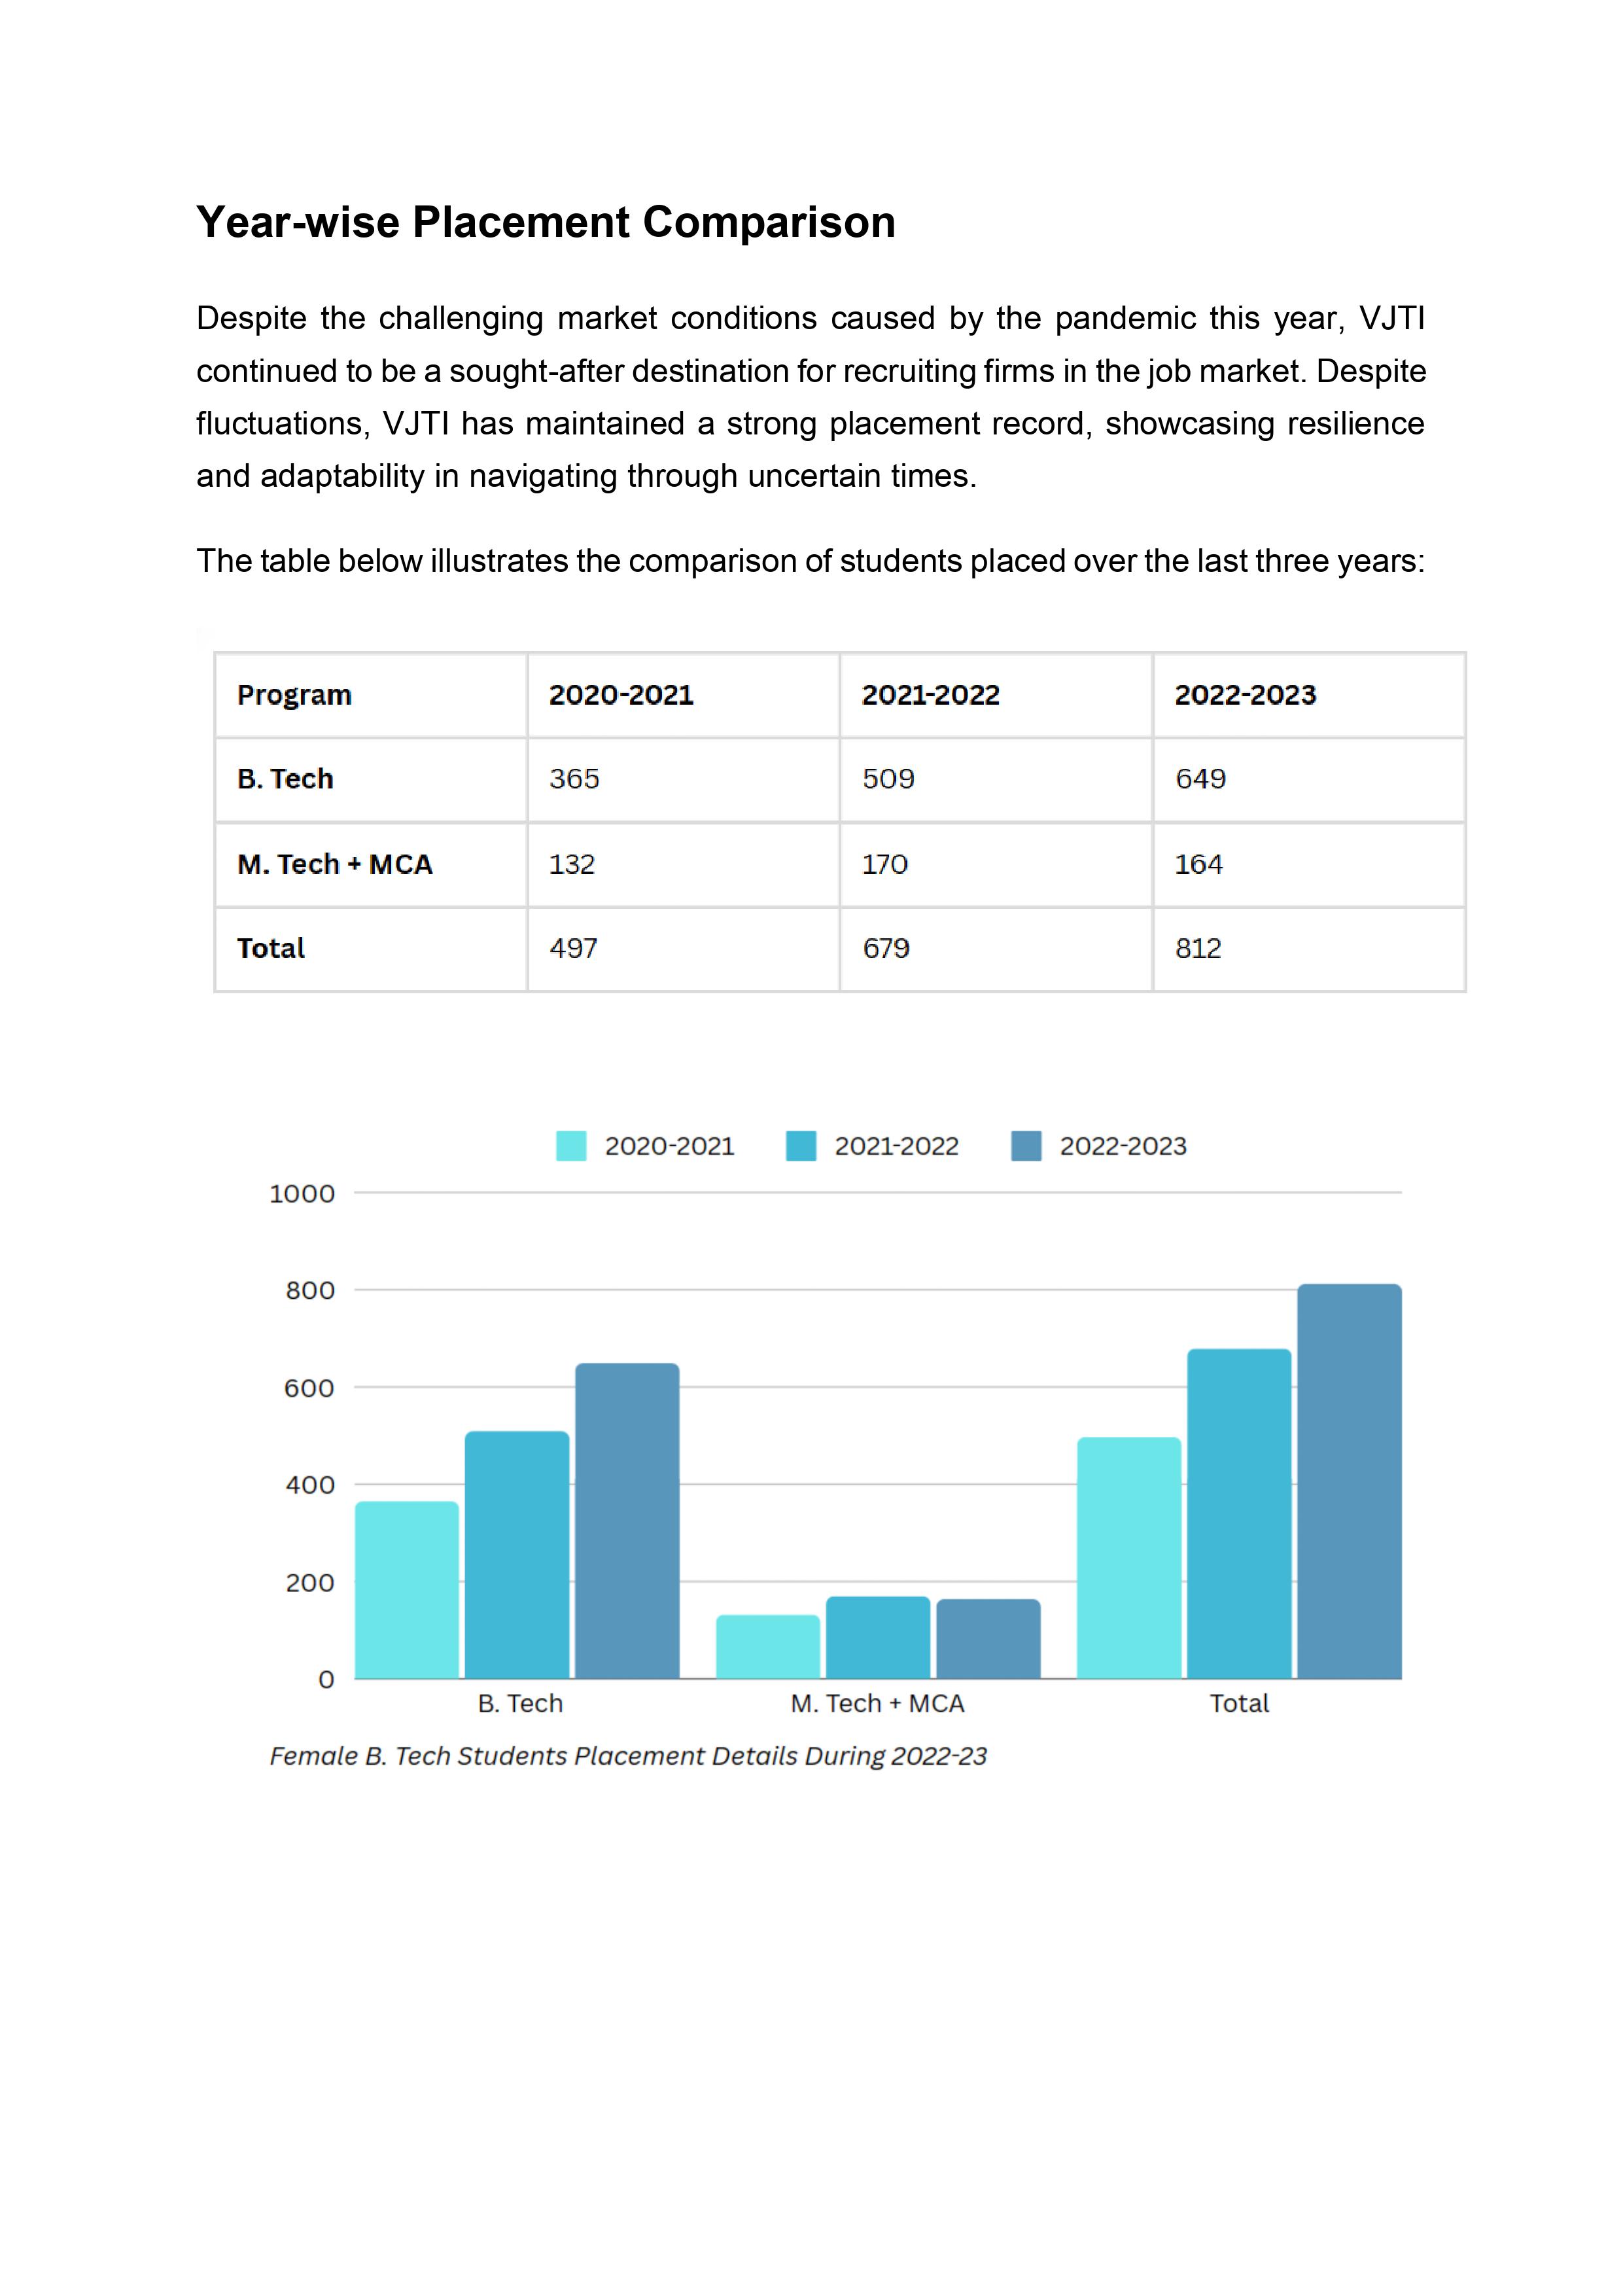 Year-wise Placement Comparison
Despite the challenging market conditions caused by the pandemic this year, VJTI
continued to be a sought-after destination for recruiting firms in the job market. Despite
fluctuations, VJTI has maintained a strong placement record, showcasing resilience
and adaptability in navigating through uncertain times.
The table below illustrates the comparison of students placed over the last three years:
Program 2020-2021 2021-2022 2022-2023
B. Tech 365 509 649
M. Tech + MCA 132 170 164
Total 497 679 812
2020-2021 2021-2022 2022-2023
1000
800
600
400
200
0
B. Tech M. Tech + MCA Total
Female B. Tech Students Placement Details During 2022-23